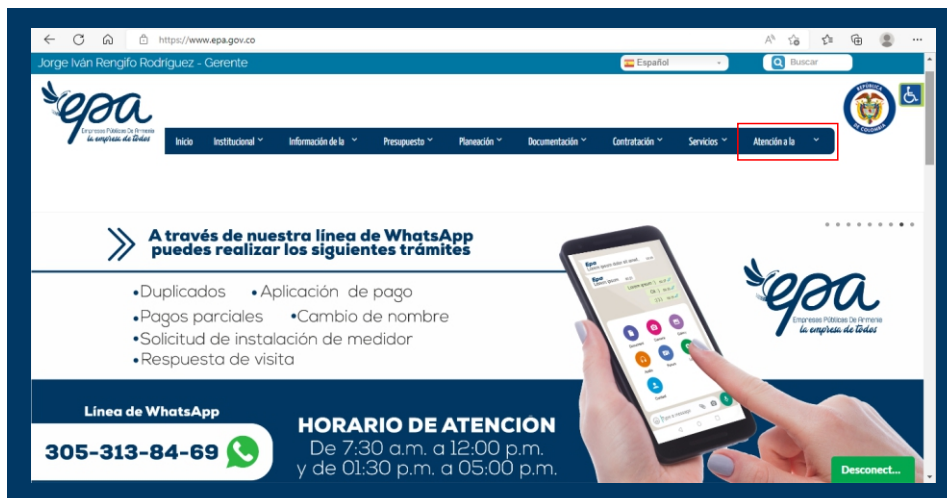 https://www.epa.gov.co
Jorge Iván Rengifo Rodríguez - Gerente
Español
Buscar
epa
Empresas Públicas De Armenia
la empresa de todos
REPÚBLICA
DE COLOMBIA
Inicio Institucional Información de la Presupuesto Planeación Documentación Contratación Servicios Atención a la
A través de nuestra línea de WhatsApp
puedes realizar los siguientes trámites
•Duplicados •Aplicación de pago
•Pagos parciales •Cambio de nombre
•Solicitud de instalación de medidor
•Respuesta de visita
epa
Empresas Públicas De Armenia
la empresa de todos
Línea de WhatsApp
305-313-84-69
HORARIO DE ATENCIÓN
De 7:30 a.m. a 12:00 p.m.
y de 01:30 p.m. a 05:00 p.m.
Desconect...